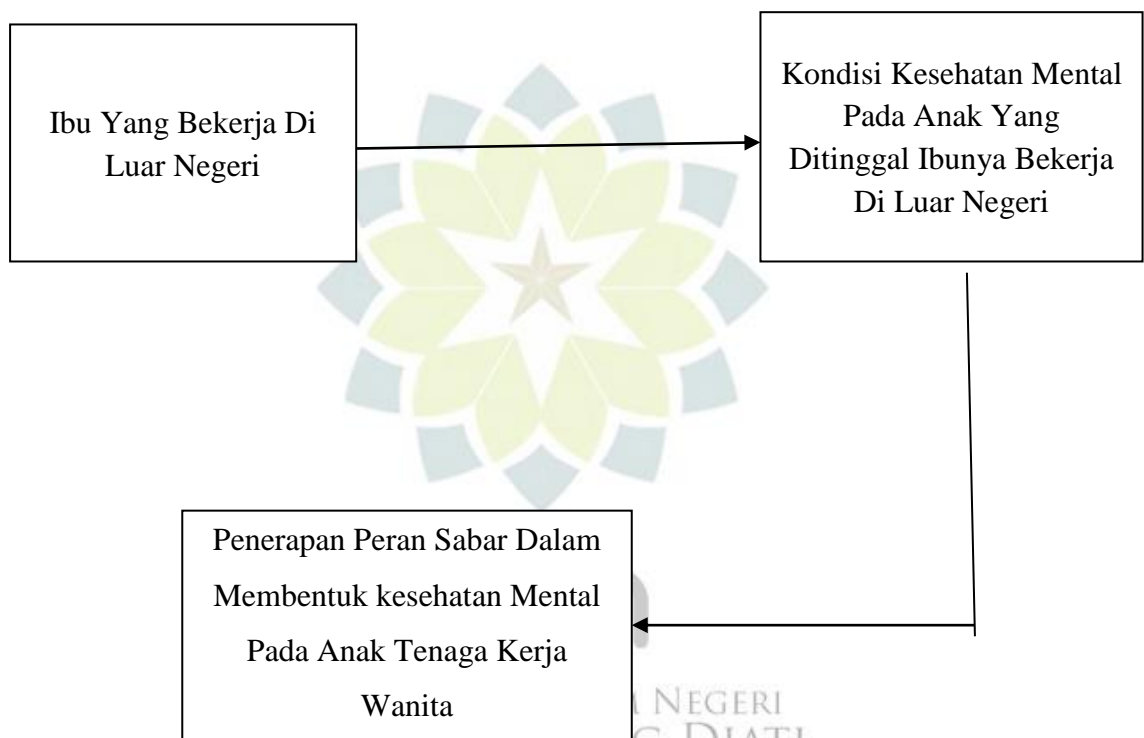 Ibu Yang Bekerja Di
Luar Negeri
Kondisi Kesehatan Mental
Pada Anak Yang
Ditinggal Ibunya Bekerja
Di Luar Negeri
Penerapan Peran Sabar Dalam
Membentuk kesehatan Mental
Pada Anak Tenaga Kerja
Wanita
NEGERI